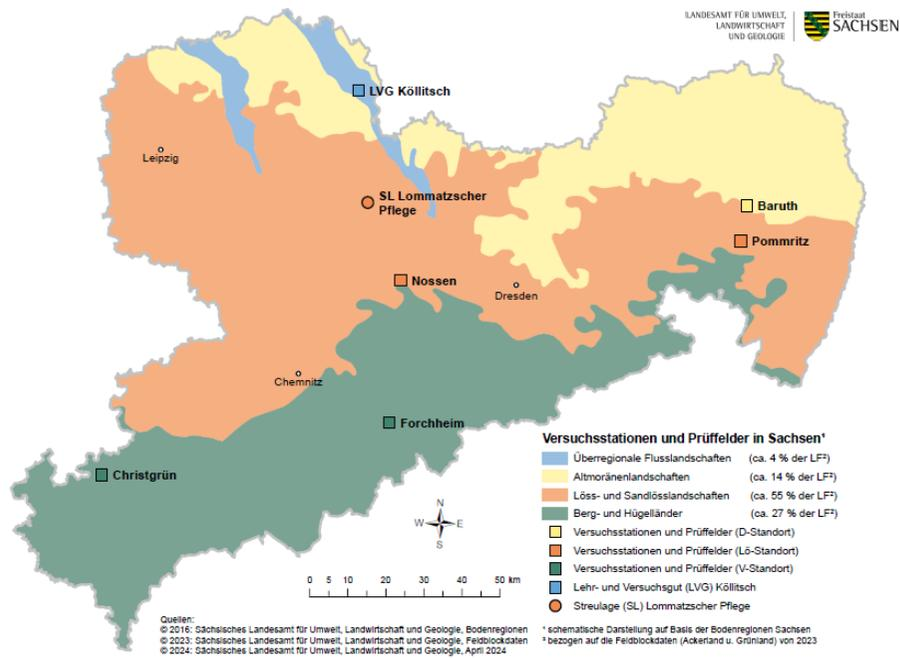 LANDESAMT FÜR UMWELT,
LANDWIRTSCHAFT
UND GEOLOGIE
Freistaat
SACHSEN
LVG Köllitsch
Leipzig
SL Lommatzscher
Pflege
Baruth
Pommritz
Nossen
Dresden
Chemnitz
Forchheim
Christgrün
Versuchsstationen und Prüffelder in Sachsen¹
Überregionale Flusslandschaften (ca. 4 % der LF²)
Altmoränenlandschaften (ca. 14 % der LF²)
Löss- und Sandlösslandschaften (ca. 55 % der LF²)
Berg- und Hügelländer (ca. 27 % der LF²)
Versuchsstationen und Prüffelder (D-Standort)
Versuchsstationen und Prüffelder (Lö-Standort)
Versuchsstationen und Prüffelder (V-Standort)
Lehr- und Versuchsgut (LVG) Köllitsch
Streulage (SL) Lommatzscher Pflege
N
W E
S
0 5 10 20 30 40 50 km
Quellen:
© 2016: Sächsisches Landesamt für Umwelt, Landwirtschaft und Geologie, Bodenregionen
© 2023: Sächsisches Landesamt für Umwelt, Landwirtschaft und Geologie, Feldblockdaten
© 2024: Sächsisches Landesamt für Umwelt, Landwirtschaft und Geologie, April 2024
¹ schematische Darstellung auf Basis der Bodenregionen Sachsen
² bezogen auf die Feldblockdaten (Ackerland u. Grünland) von 2023